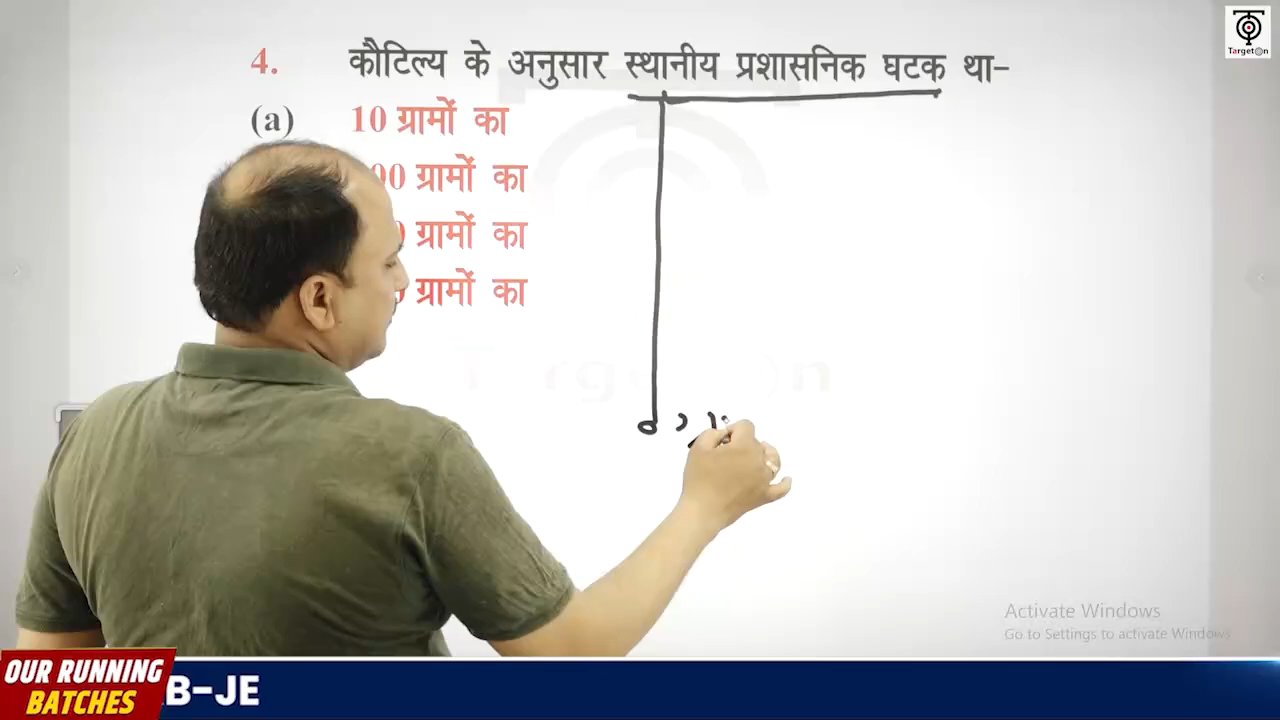 TargetOn
4. कौटिल्य के अनुसार स्थानीय प्रशासनिक घटक था-
(a) 10 ग्रामों का
ग्रामों का
ग्रामों का
ग्रामों का
Activate Windows
Go to Settings to activate Windows.
OUR RUNNING
BATCHES
B-JE